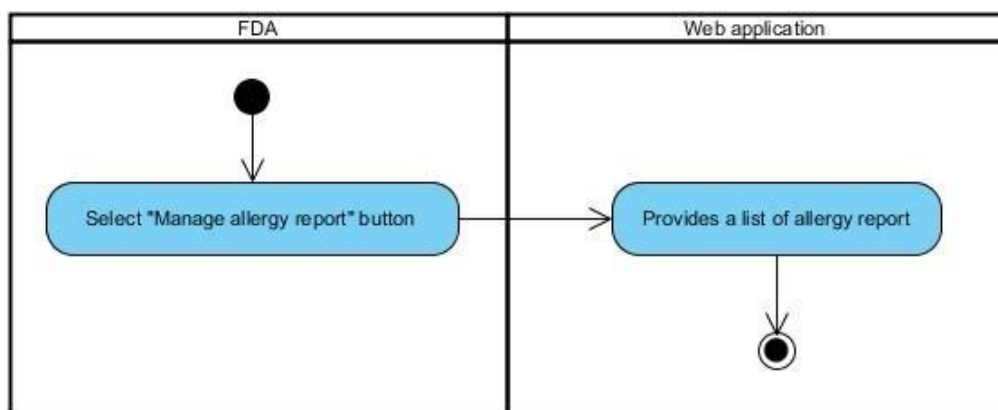 FDA
Web application
Select "Manage allergy report" button
Provides a list of allergy report